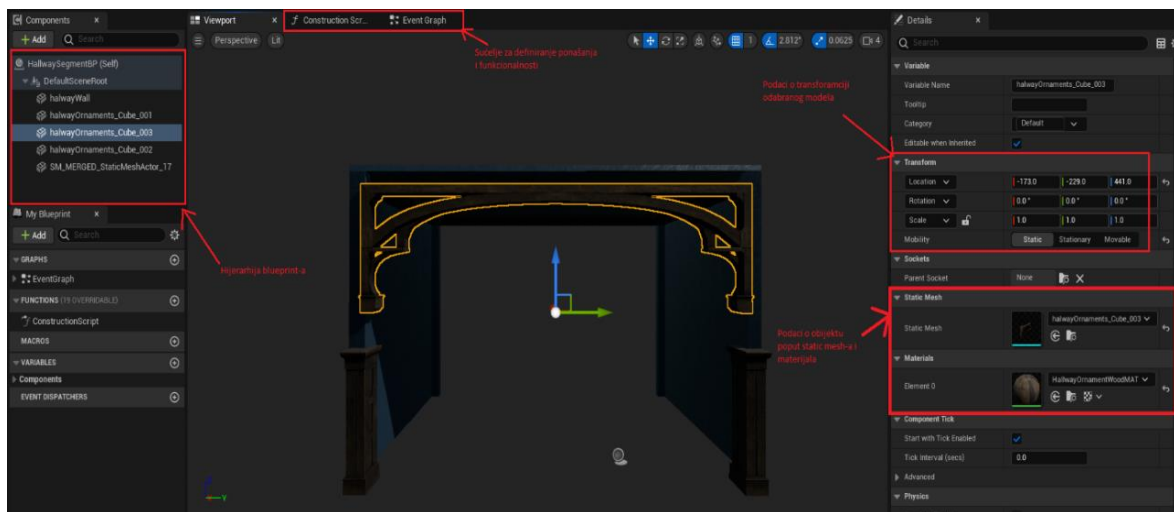 Components
+ Add
Search
HallwaySegmentBP (Self)
DefaultSceneRoot
halwayWall
halwayOrnaments_Cube_001
halwayOrnaments_Cube_003
halwayOrnaments_Cube_002
SM_MERGED_StaticMeshActor_17
My Blueprint
+ Add
Search
GRAPHS
EventGraph
FUNCTIONS (19 OVERRIDABLE)
ConstructionScript
MACROS
VARIABLES
Components
EVENT DISPATCHERS
Viewport
Construction Scr...
Event Graph
Perspective
Lit
1
2.812°
0.0625
4
Sučelje za definiranje ponašanja
i funkcionalnosti
Hijerarhija blueprint-a
Podaci o transformaciji
odabranog modela
Podaci o objektu
poput static mesh-a i
materijala
Y
Details
Search
Variable
Variable Name
halwayOrnaments_Cube_003
Tooltip
Category
Default
Editable when Inherited
Transform
Location
-173.0
-229.0
441.0
Rotation
0.0°
0.0°
0.0°
Scale
1.0
1.0
1.0
Mobility
Static
Stationary
Movable
Sockets
Parent Socket
None
Static Mesh
Static Mesh
halwayOrnaments_Cube_003
Materials
Element 0
HallwayOrnamentWoodMAT
Component Tick
Start with Tick Enabled
Tick Interval (secs)
0.0
Advanced
Physics